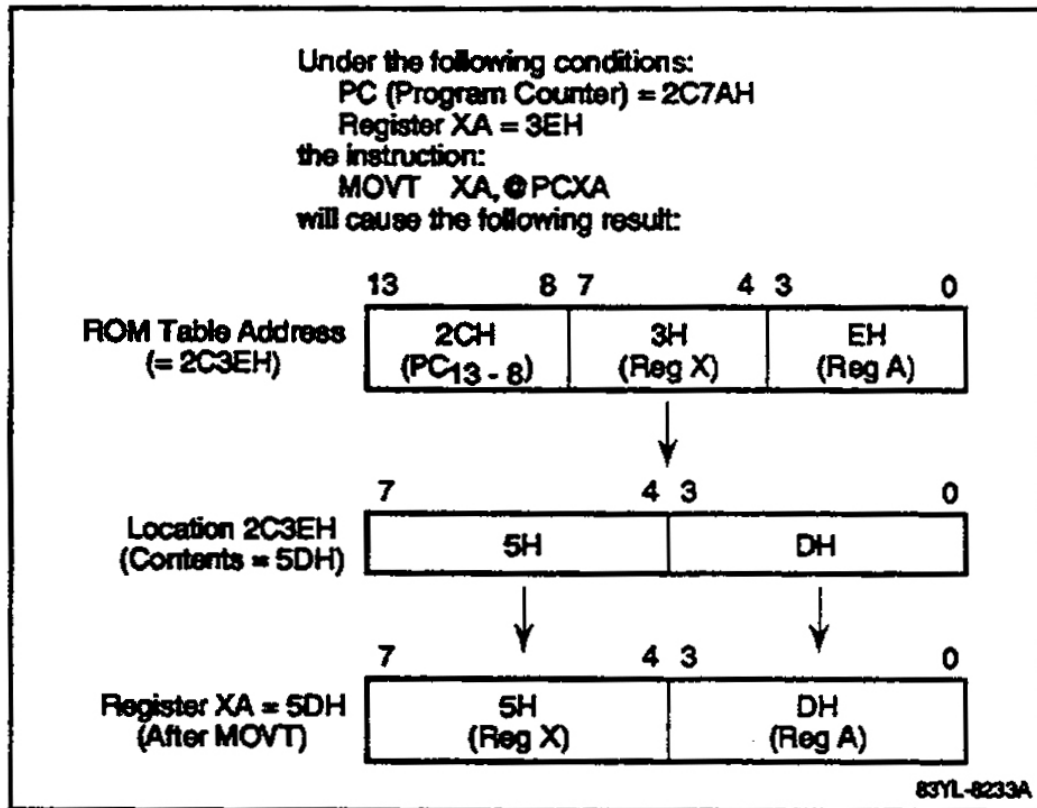 Under the following conditions:
PC (Program Counter) = 2C7AH
Register XA = 3EH
the instruction:
MOVT XA, @PCXA
will cause the following result:
13 8 7 4 3 0
ROM Table Address
(= 2C3EH)
2CH
(PC13 - 8)
3H
(Reg X)
EH
(Reg A)
7 4 3 0
Location 2C3EH
(Contents = 5DH)
5H
DH
7 4 3 0
Register XA = 5DH
(After MOVT)
5H
(Reg X)
DH
(Reg A)
83YL-8233A